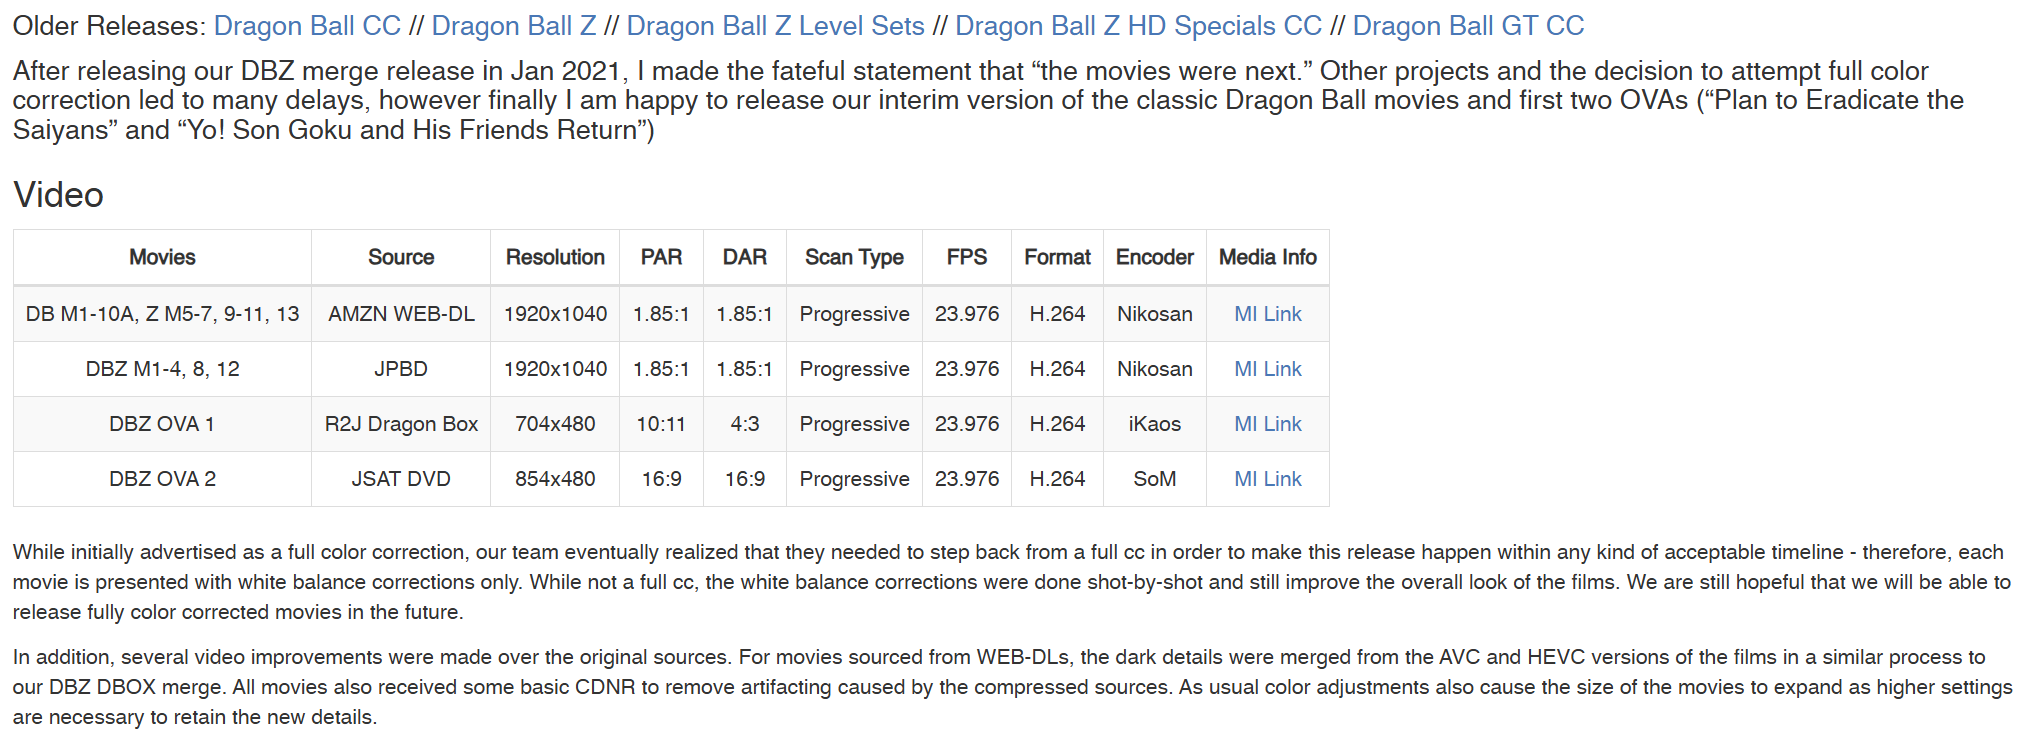 Older Releases: Dragon Ball CC // Dragon Ball Z // Dragon Ball Z Level Sets // Dragon Ball Z HD Specials CC // Dragon Ball GT CC
After releasing our DBZ merge release in Jan 2021, I made the fateful statement that “the movies were next.” Other projects and the decision to attempt full color
correction led to many delays, however finally I am happy to release our interim version of the classic Dragon Ball movies and first two OVAs (“Plan to Eradicate the
Saiyans” and “Yo! Son Goku and His Friends Return”)
Video
Movies Source Resolution PAR DAR Scan Type FPS Format Encoder Media Info
DB M1-10A, Z M5-7, 9-11, 13 AMZN WEB-DL 1920x1040 1.85:1 1.85:1 Progressive 23.976 H.264 Nikosan MI Link
DBZ M1-4, 8, 12 JPBD 1920x1040 1.85:1 1.85:1 Progressive 23.976 H.264 Nikosan MI Link
DBZ OVA 1 R2J Dragon Box 704x480 10:11 4:3 Progressive 23.976 H.264 iKaos MI Link
DBZ OVA 2 JSAT DVD 854x480 16:9 16:9 Progressive 23.976 H.264 SoM MI Link
While initially advertised as a full color correction, our team eventually realized that they needed to step back from a full cc in order to make this release happen within any kind of acceptable timeline - therefore, each
movie is presented with white balance corrections only. While not a full cc, the white balance corrections were done shot-by-shot and still improve the overall look of the films. We are still hopeful that we will be able to
release fully color corrected movies in the future.
In addition, several video improvements were made over the original sources. For movies sourced from WEB-DLs, the dark details were merged from the AVC and HEVC versions of the films in a similar process to
our DBZ DBOX merge. All movies also received some basic CDNR to remove artifacting caused by the compressed sources. As usual color adjustments also cause the size of the movies to expand as higher settings
are necessary to retain the new details.